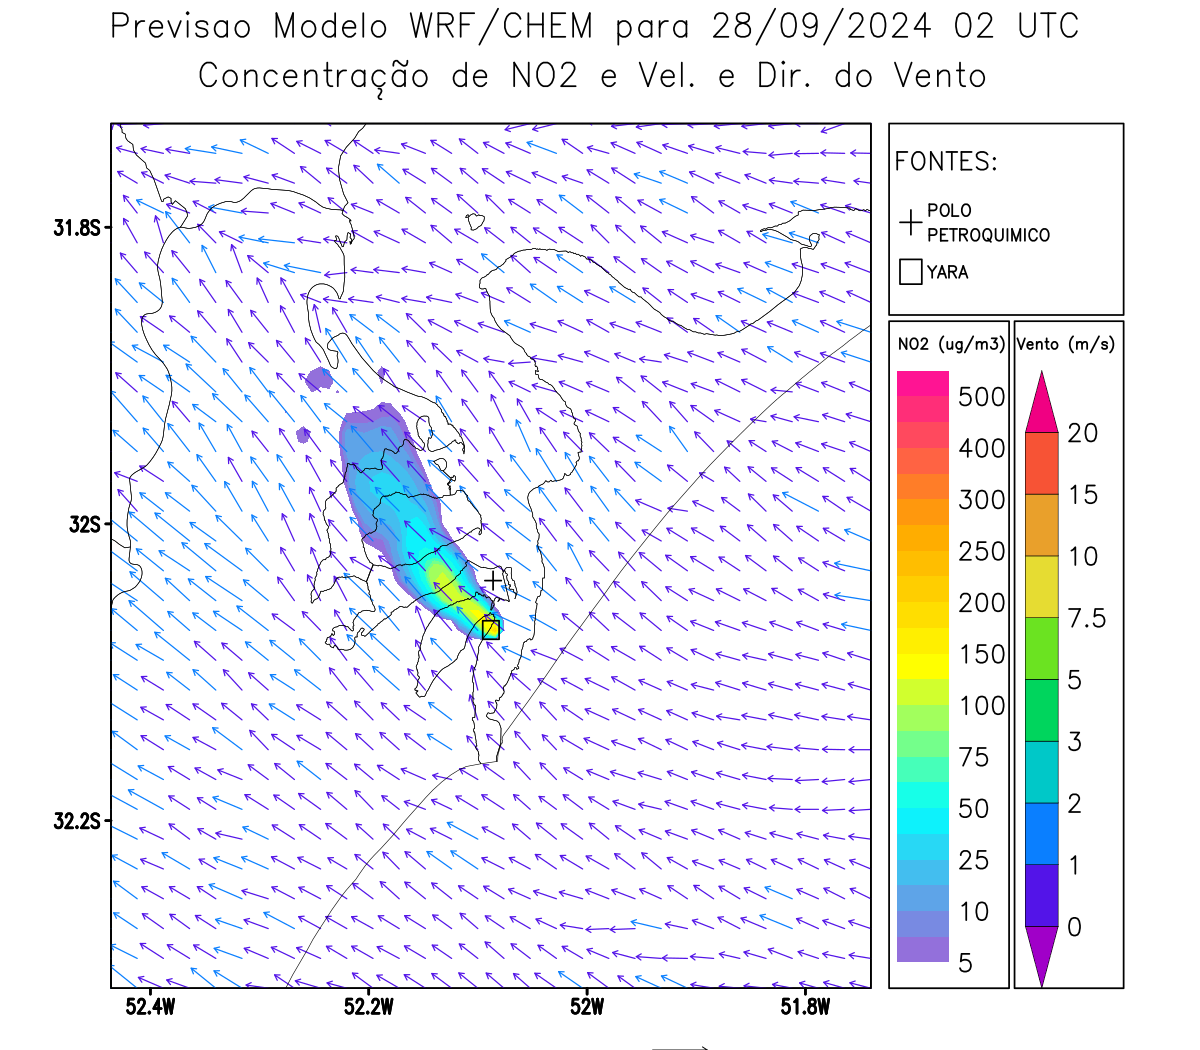 Previsao Modelo WRF/CHEM para 28/09/2024 02 UTC
Concentração de NO2 e Vel. e Dir. do Vento
FONTES:
POLO
PETROQUIMICO
YARA
NO2 (ug/m3)
500
400
300
250
200
150
100
75
50
25
10
5
Vento (m/s)
20
15
10
7.5
5
3
2
1
0
31.8S
32S
32.2S
52.4W
52.2W
52W
51.8W